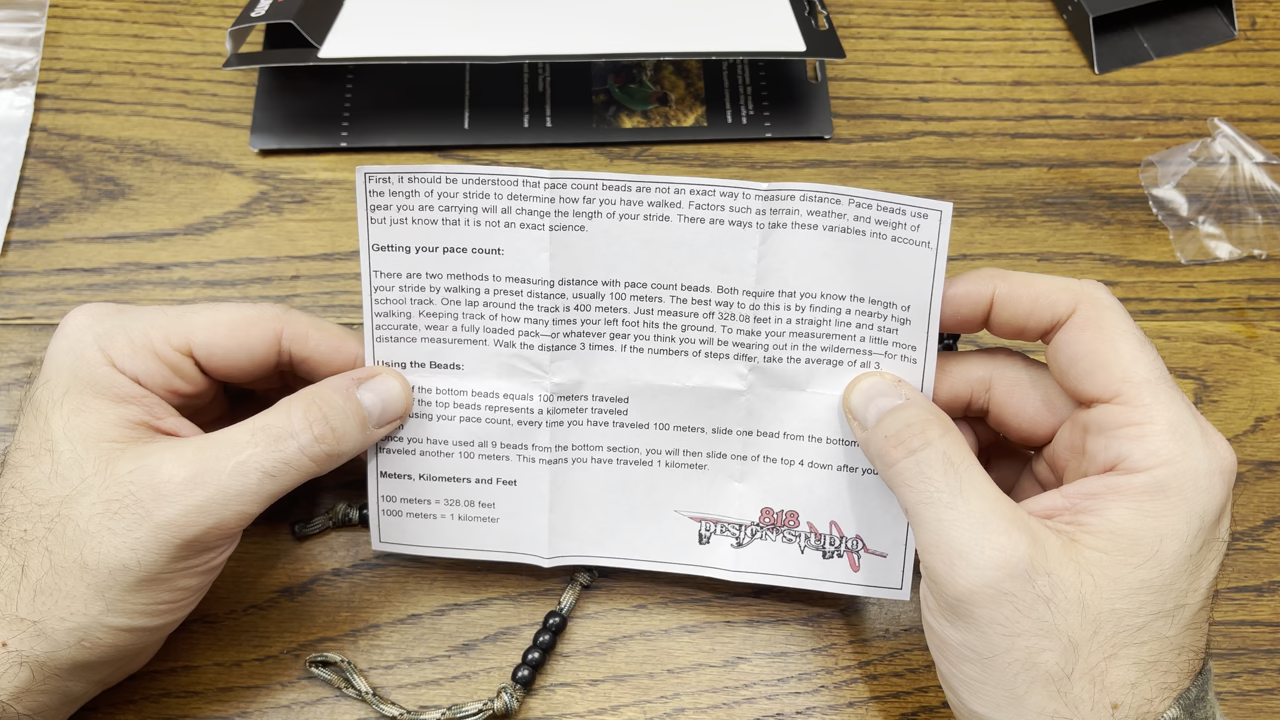 First, it should be understood that pace count beads are not an exact way to measure distance. Pace beads use
the length of your stride to determine how far you have walked. Factors such as terrain, weather, and weight of
gear you are carrying will all change the length of your stride. There are ways to take these variables into account,
but just know that it is not an exact science.
Getting your pace count:
There are two methods to measuring distance with pace count beads. Both require that you know the length of
your stride by walking a preset distance, usually 100 meters. The best way to do this is by finding a nearby high
school track. One lap around the track is 400 meters. Just measure off 328.08 feet in a straight line and start
walking. Keeping track of how many times your left foot hits the ground. To make your measurement a little more
accurate, wear a fully loaded pack—or whatever gear you think you will be wearing out in the wilderness—for this
distance measurement. Walk the distance 3 times. If the numbers of steps differ, take the average of all 3.
Using the Beads:
f the bottom beads equals 100 meters traveled
f the top beads represents a kilometer traveled
using your pace count, every time you have traveled 100 meters, slide one bead from the bottom
Once you have used all 9 beads from the bottom section, you will then slide one of the top 4 down after you
traveled another 100 meters. This means you have traveled 1 kilometer.
Meters, Kilometers and Feet
100 meters = 328.08 feet
1000 meters = 1 kilometer
818
DESIGN STUDIO